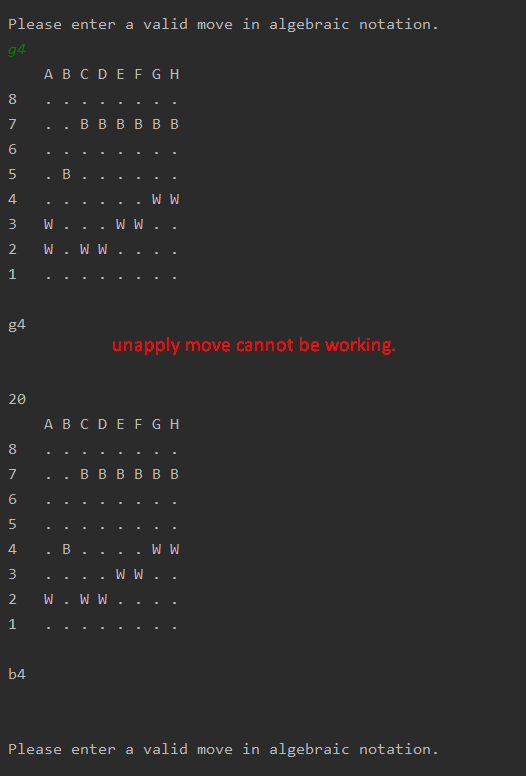 Please enter a valid move in algebraic notation.
g4
A B C D E F G H
8 . . . . . . . .
7 . . B B B B B B
6 . . . . . . . .
5 . B . . . . . .
4 . . . . . . W W
3 W . . . W W . .
2 W . W W . . . .
1 . . . . . . . .
g4
unapply move cannot be working.
20
A B C D E F G H
8 . . . . . . . .
7 . . B B B B B B
6 . . . . . . . .
5 . . . . . . . .
4 . B . . . . W W
3 . . . . W W . .
2 W . W W . . . .
1 . . . . . . . .
b4
Please enter a valid move in algebraic notation.